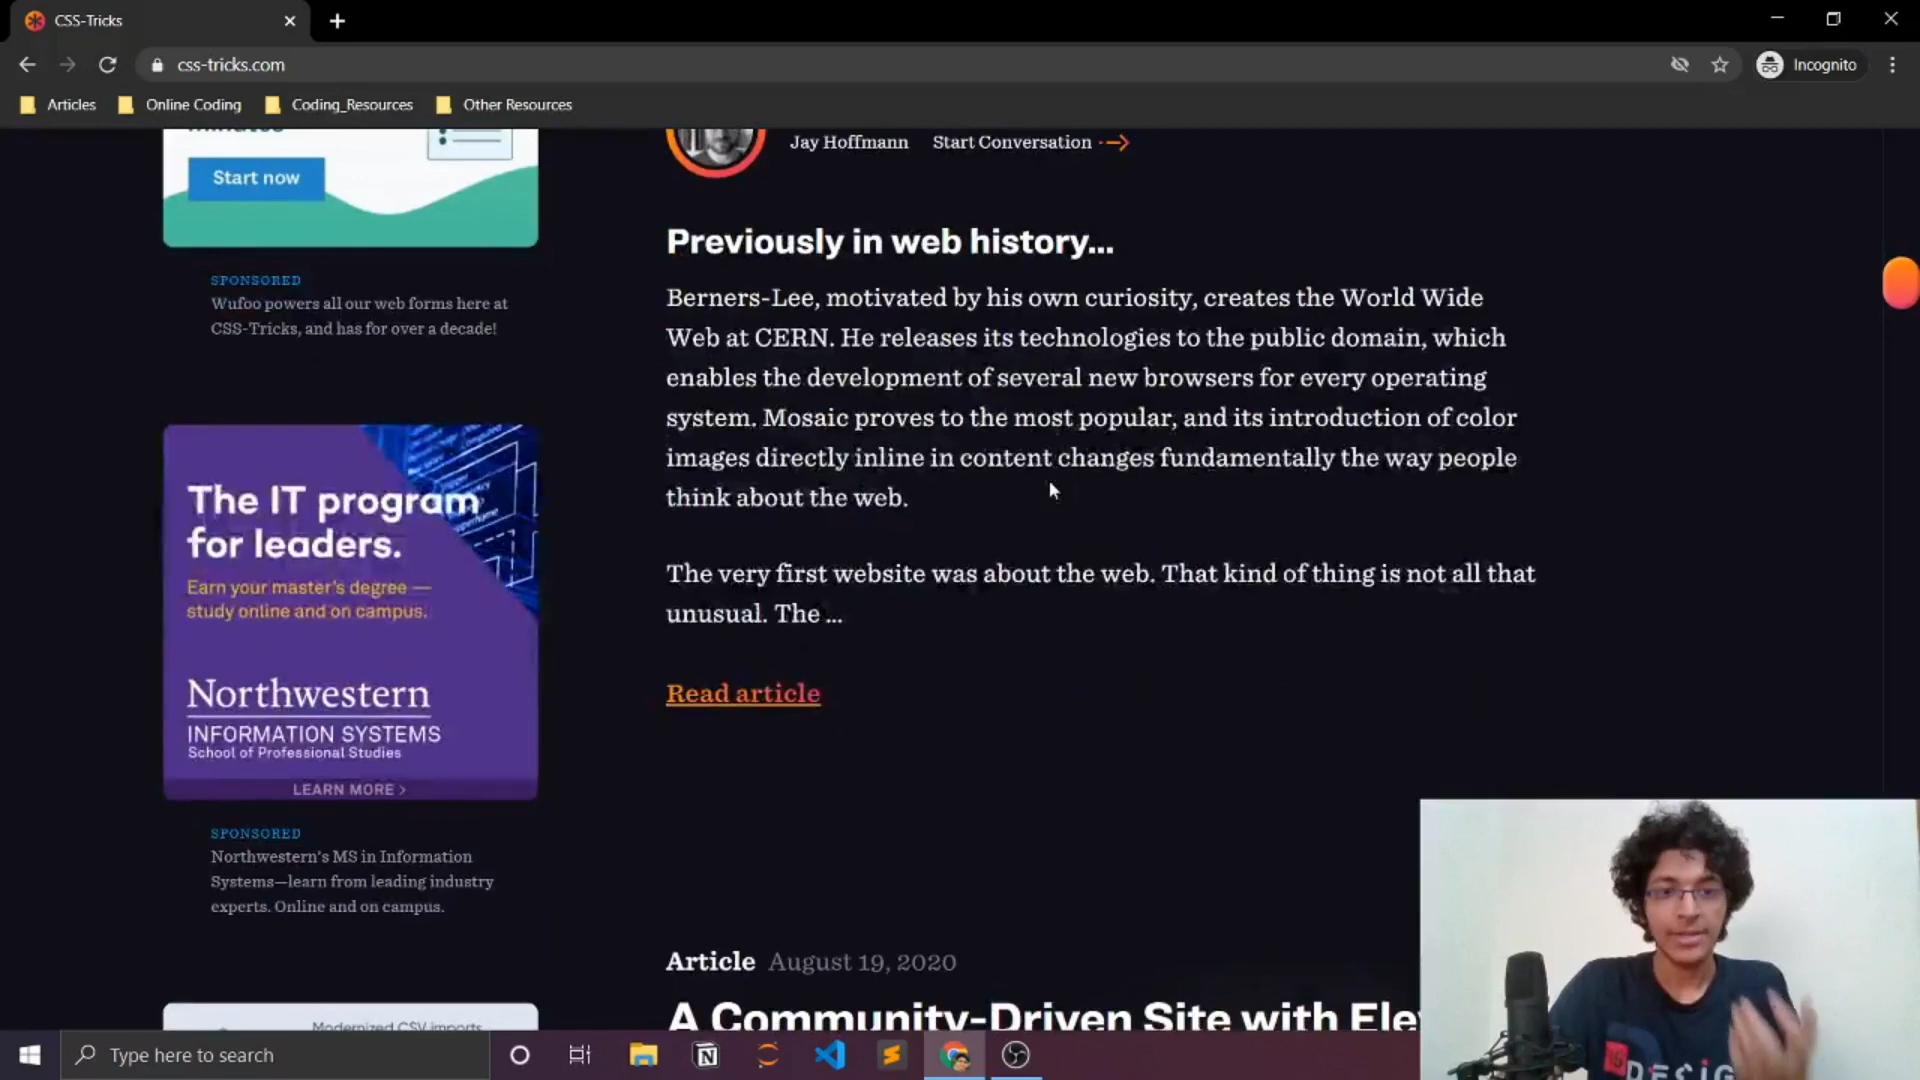 CSS-Tricks
css-tricks.com
Incognito
Articles
Online Coding
Coding_Resources
Other Resources
minutes
Start now
SPONSORED
Wufoo powers all our web forms here at
CSS-Tricks, and has for over a decade!
The IT program
for leaders.
Earn your master's degree —
study online and on campus.
Northwestern
INFORMATION SYSTEMS
School of Professional Studies
LEARN MORE >
SPONSORED
Northwestern's MS in Information
Systems—learn from leading industry
experts. Online and on campus.
Modernized CSV imports
Jay Hoffmann
Start Conversation
Previously in web history...
Berners-Lee, motivated by his own curiosity, creates the World Wide
Web at CERN. He releases its technologies to the public domain, which
enables the development of several new browsers for every operating
system. Mosaic proves to the most popular, and its introduction of color
images directly inline in content changes fundamentally the way people
think about the web.
The very first website was about the web. That kind of thing is not all that
unusual. The ...
Read article
Article August 19, 2020
A Community-Driven Site with
Type here to search